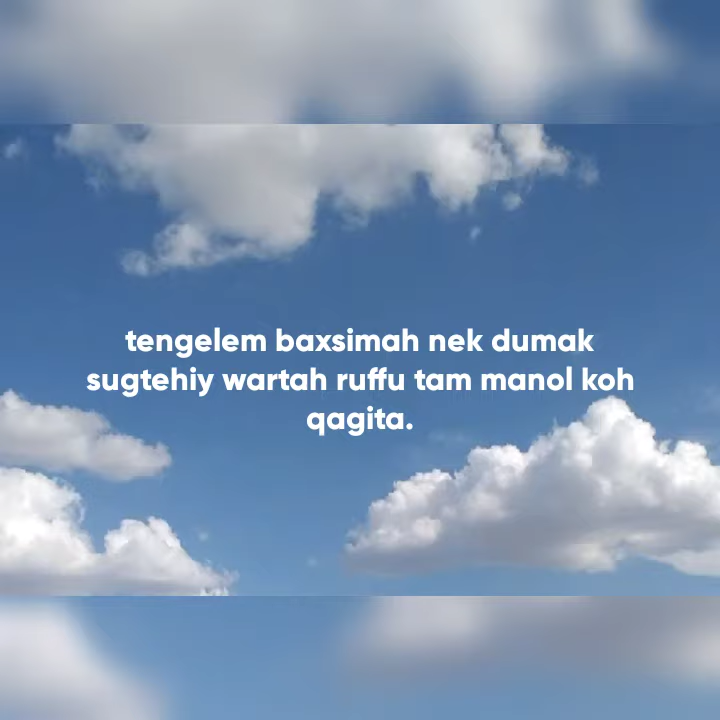 tengelem baxsimah nek dumak
sugtehiy wartah ruffu tam manol koh
qagita.